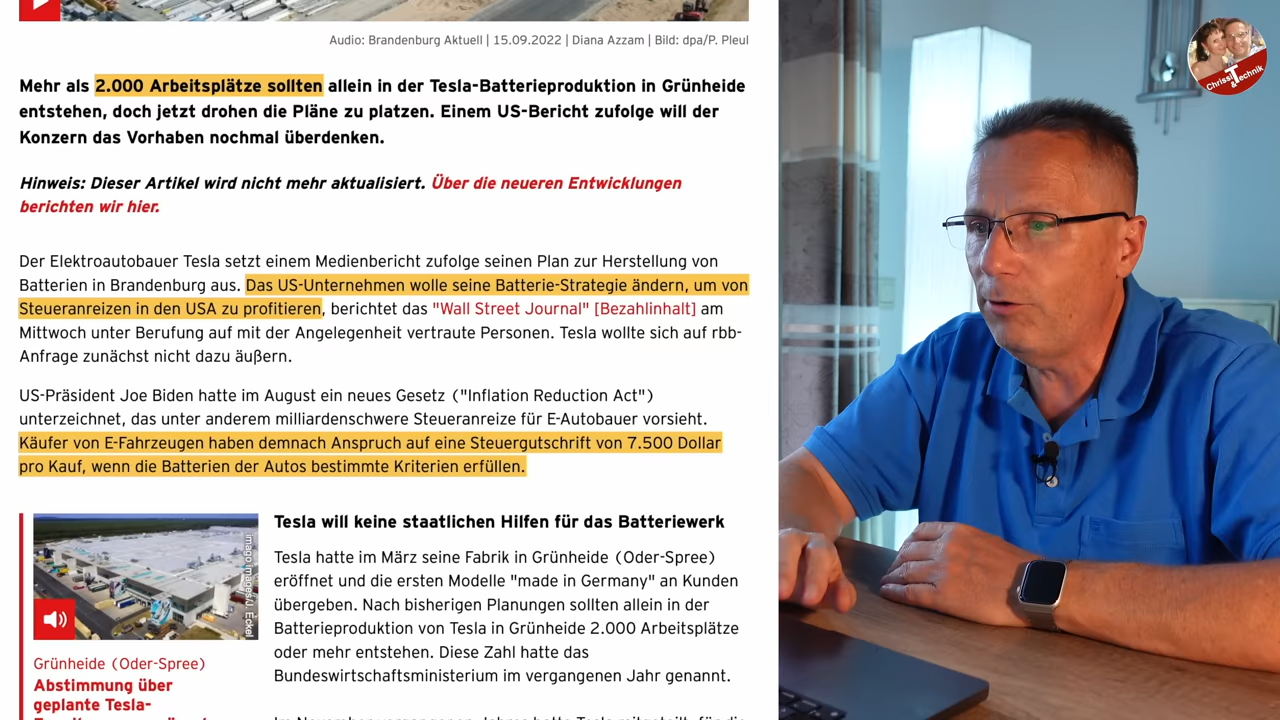 Audio: Brandenburg Aktuell | 15.09.2022 | Diana Azzam | Bild: dpa/P. Pleul
Mehr als 2.000 Arbeitsplätze sollten allein in der Tesla-Batterieproduktion in Grünheide
entstehen, doch jetzt drohen die Pläne zu platzen. Einem US-Bericht zufolge will der
Konzern das Vorhaben nochmal überdenken.
Hinweis: Dieser Artikel wird nicht mehr aktualisiert. Über die neueren Entwicklungen
berichten wir hier.
Der Elektroautobauer Tesla setzt einem Medienbericht zufolge seinen Plan zur Herstellung von
Batterien in Brandenburg aus. Das US-Unternehmen wolle seine Batterie-Strategie ändern, um von
Steueranreizen in den USA zu profitieren, berichtet das "Wall Street Journal" [Bezahlinhalt] am
Mittwoch unter Berufung auf mit der Angelegenheit vertraute Personen. Tesla wollte sich auf rbb-
Anfrage zunächst nicht dazu äußern.
US-Präsident Joe Biden hatte im August ein neues Gesetz ("Inflation Reduction Act")
unterzeichnet, das unter anderem milliardenschwere Steueranreize für E-Autobauer vorsieht.
Käufer von E-Fahrzeugen haben demnach Anspruch auf eine Steuergutschrift von 7.500 Dollar
pro Kauf, wenn die Batterien der Autos bestimmte Kriterien erfüllen.
imago images/J. Eckel
Grünheide (Oder-Spree)
Abstimmung über
geplante Tesla-
Tesla will keine staatlichen Hilfen für das Batteriewerk
Tesla hatte im März seine Fabrik in Grünheide (Oder-Spree)
eröffnet und die ersten Modelle "made in Germany" an Kunden
übergeben. Nach bisherigen Planungen sollten allein in der
Batterieproduktion von Tesla in Grünheide 2.000 Arbeitsplätze
oder mehr entstehen. Diese Zahl hatte das
Bundeswirtschaftsministerium im vergangenen Jahr genannt.
Chrissi & Technik